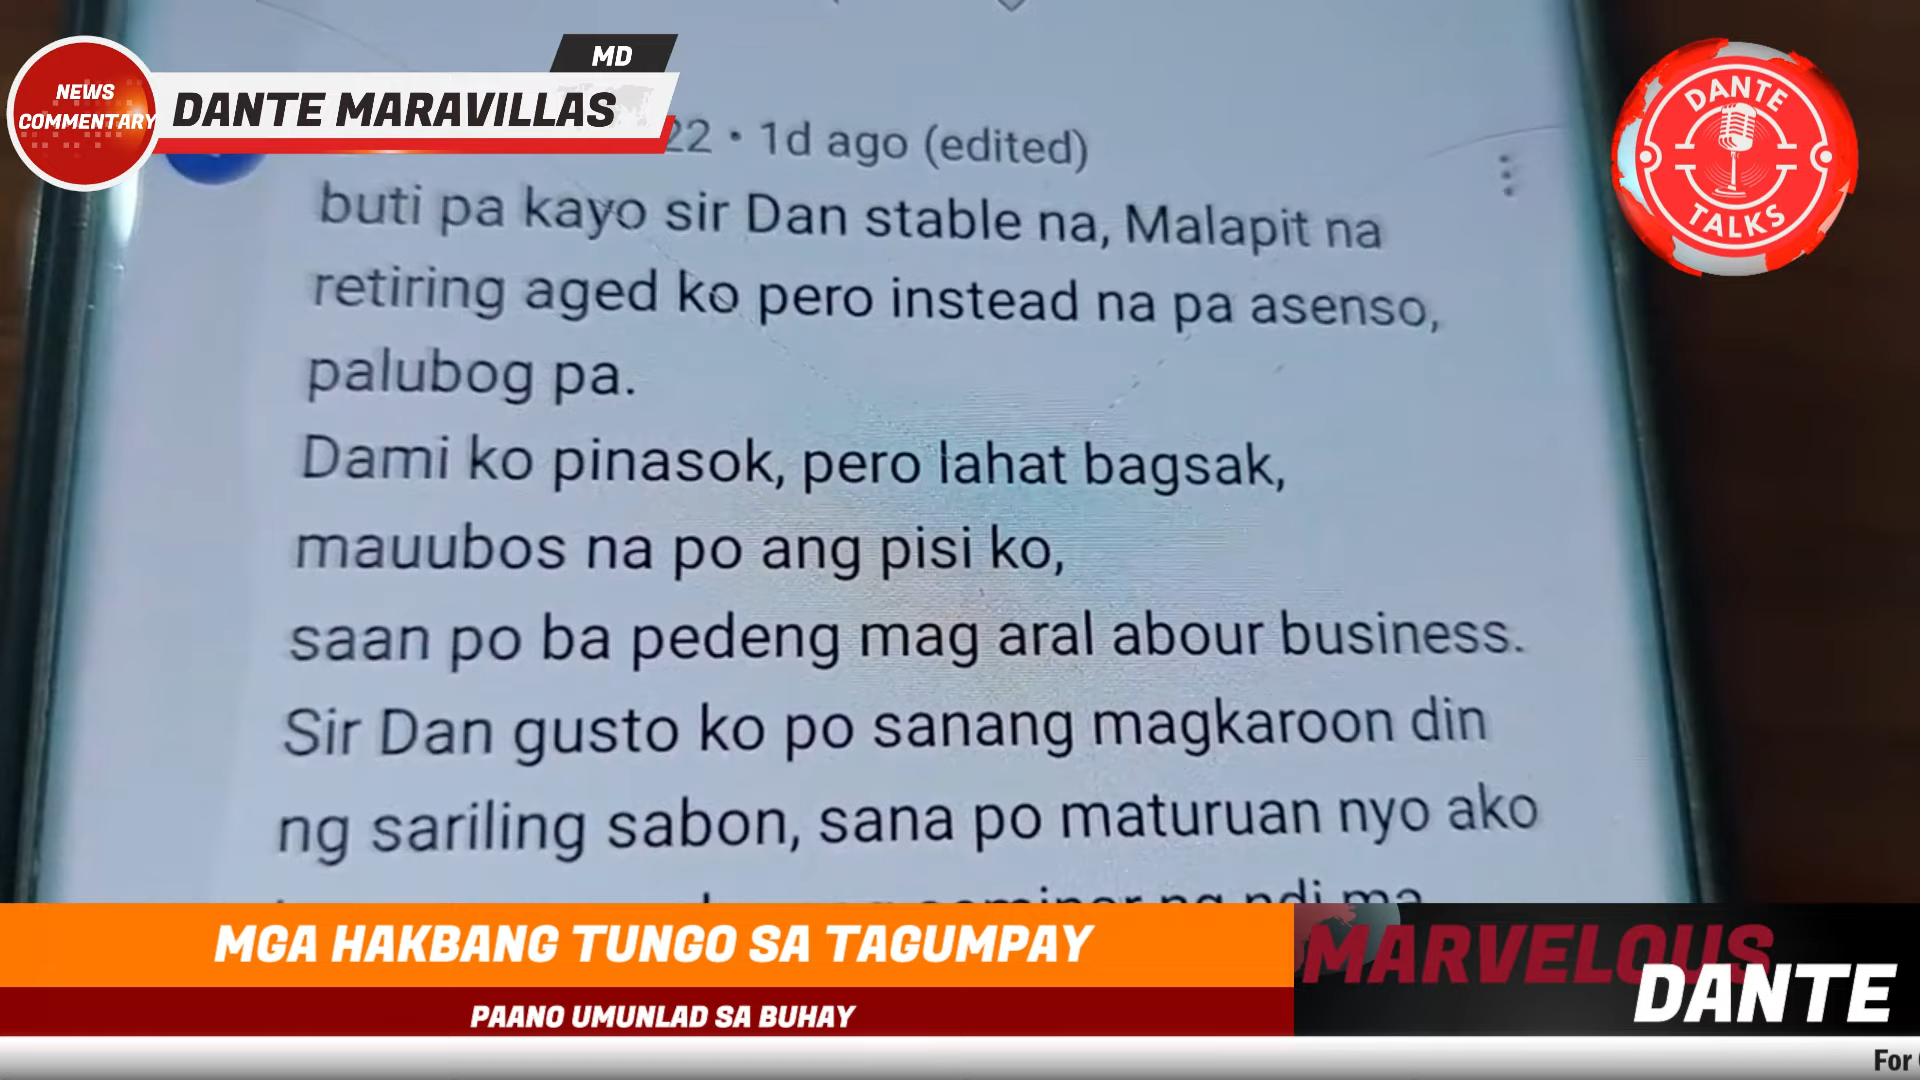 MD
NEWS
COMMENTARY
DANTE MARAVILLAS
DANTE
TALKS
22 • 1d ago (edited)
buti pa kayo sir Dan stable na, Malapit na
retiring aged ko pero instead na pa asenso,
palubog pa.
Dami ko pinasok, pero lahat bagsak,
mauubos na po ang pisi ko,
saan po ba pedeng mag aral abour business.
Sir Dan gusto ko po sanang magkaroon din
ng sariling sabon, sana po maturuan nyo ako
seminar ng ndi ma
MGA HAKBANG TUNGO SA TAGUMPAY
PAANO UMUNLAD SA BUHAY
MARVELOUS
DANTE
For